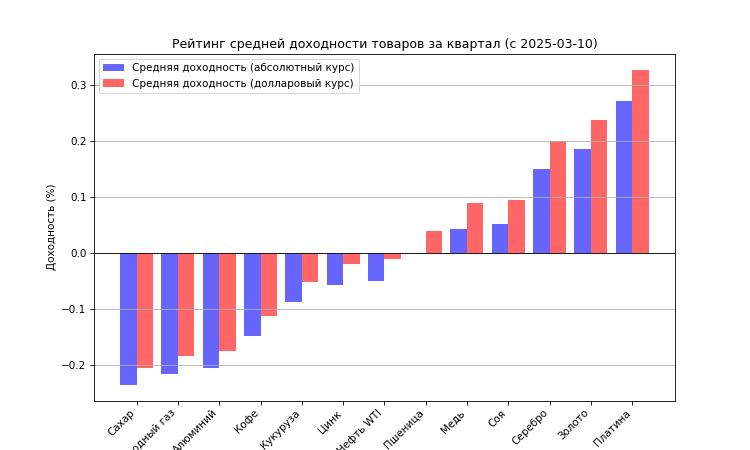 Рейтинг средней доходности товаров за квартал (с 2025-03-10)
Средняя доходность (абсолютный курс)
Средняя доходность (долларовый курс)
Доходность (%)
0.3
0.2
0.1
0.0
−0.1
−0.2
Сахар
одный газ
Алюминий
Кофе
Кукуруза
Цинк
Нефть WTI
Пшеница
Медь
Соя
Серебро
Золото
Платина